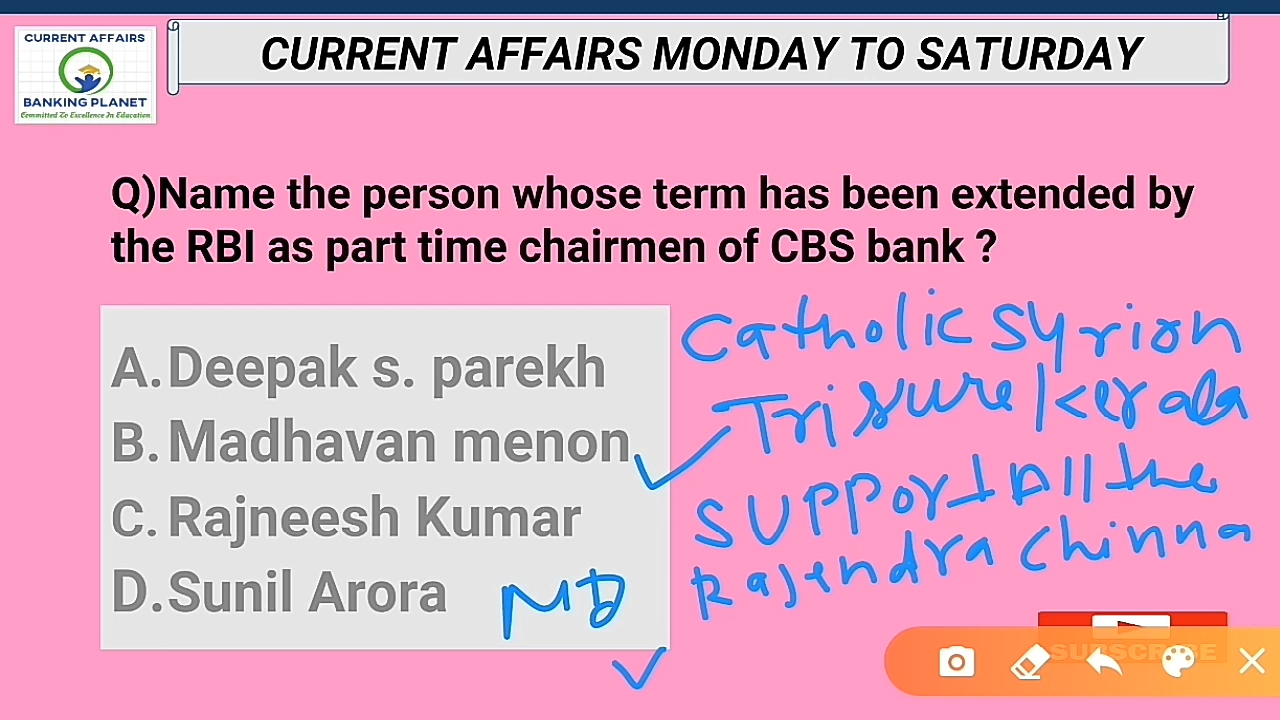 CURRENT AFFAIRS
BANKING PLANET
Committed To Excellence In Education
CURRENT AFFAIRS MONDAY TO SATURDAY
Q)Name the person whose term has been extended by
the RBI as part time chairmen of CBS bank ?
A.Deepak s. parekh
B.Madhavan menon
C.Rajneesh Kumar
D.Sunil Arora
Catholic Syrian
Trisure/Kerala
Support All the
Rajendra Chinna
MD
SUBSCRIBE